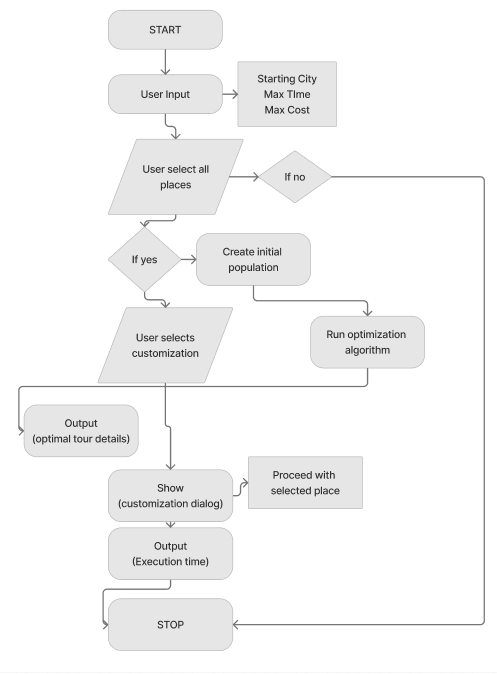 START
User Input
Starting City
Max TIme
Max Cost
User select all
places
If no
If yes
Create initial
population
User selects
customization
Run optimization
algorithm
Output
(optimal tour details)
Show
(customization dialog)
Proceed with
selected place
Output
(Execution time)
STOP